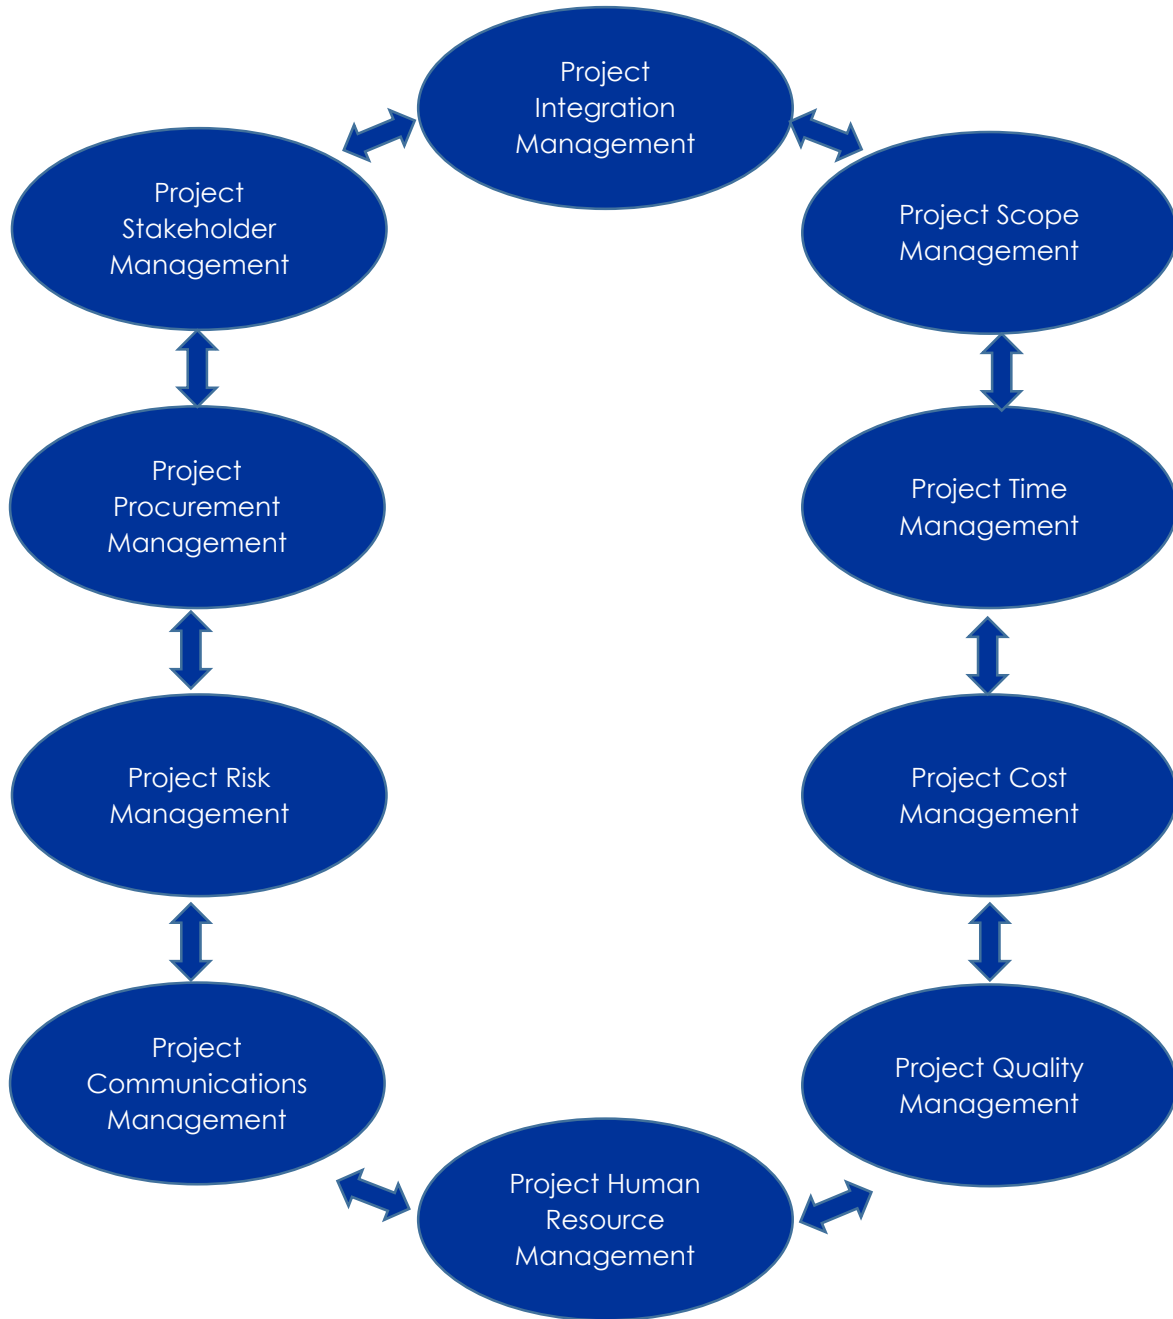 Project
Integration
Management
Project
Stakeholder
Management
Project Scope
Management
Project
Procurement
Management
Project Time
Management
Project Risk
Management
Project Cost
Management
Project
Communications
Management
Project Quality
Management
Project Human
Resource
Management